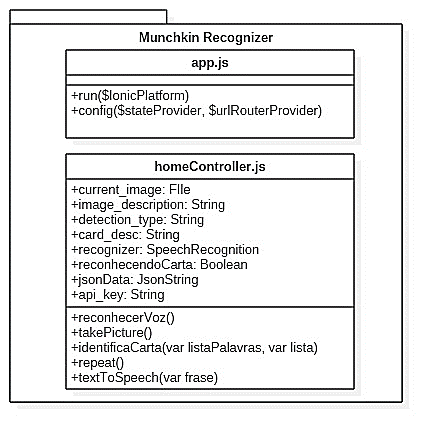 Munchkin Recognizer
app.js
+run($IonicPlatform)
+config($stateProvider, $urlRouterProvider)
homeController.js
+current_image: FIle
+image_description: String
+detection_type: String
+card_desc: String
+recognizer: SpeechRecognition
+reconhecendoCarta: Boolean
+jsonData: JsonString
+api_key: String
+reconhecerVoz()
+takePicture()
+identificaCarta(var listaPalavras, var lista)
+repeat()
+textToSpeech(var frase)